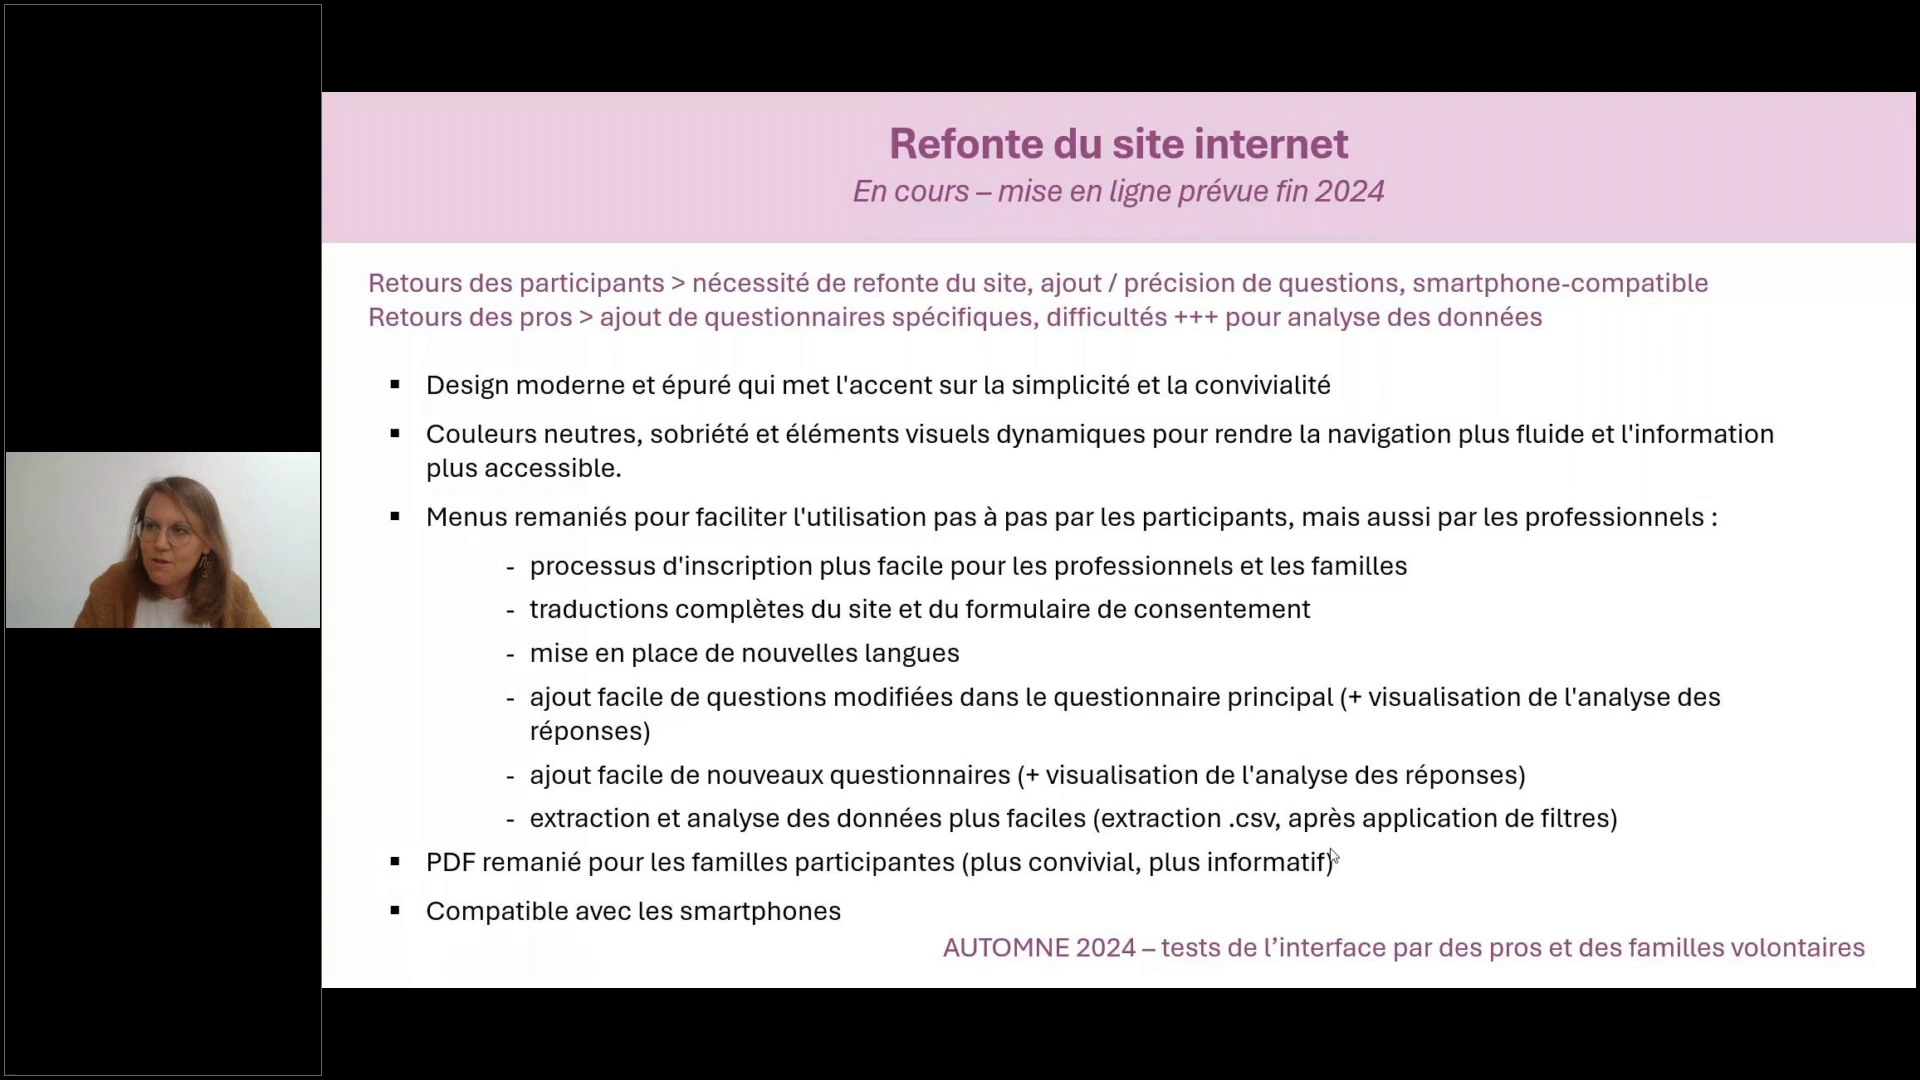 Refonte du site internet
En cours – mise en ligne prévue fin 2024
Retours des participants > nécessité de refonte du site, ajout / précision de questions, smartphone-compatible
Retours des pros > ajout de questionnaires spécifiques, difficultés +++ pour analyse des données
▪ Design moderne et épuré qui met l'accent sur la simplicité et la convivialité
▪ Couleurs neutres, sobriété et éléments visuels dynamiques pour rendre la navigation plus fluide et l'information
plus accessible.
▪ Menus remaniés pour faciliter l'utilisation pas à pas par les participants, mais aussi par les professionnels :
- processus d'inscription plus facile pour les professionnels et les familles
- traductions complètes du site et du formulaire de consentement
- mise en place de nouvelles langues
- ajout facile de questions modifiées dans le questionnaire principal (+ visualisation de l'analyse des
réponses)
- ajout facile de nouveaux questionnaires (+ visualisation de l'analyse des réponses)
- extraction et analyse des données plus faciles (extraction .csv, après application de filtres)
▪ PDF remanié pour les familles participantes (plus convivial, plus informatif)
▪ Compatible avec les smartphones
AUTOMNE 2024 – tests de l’interface par des pros et des familles volontaires